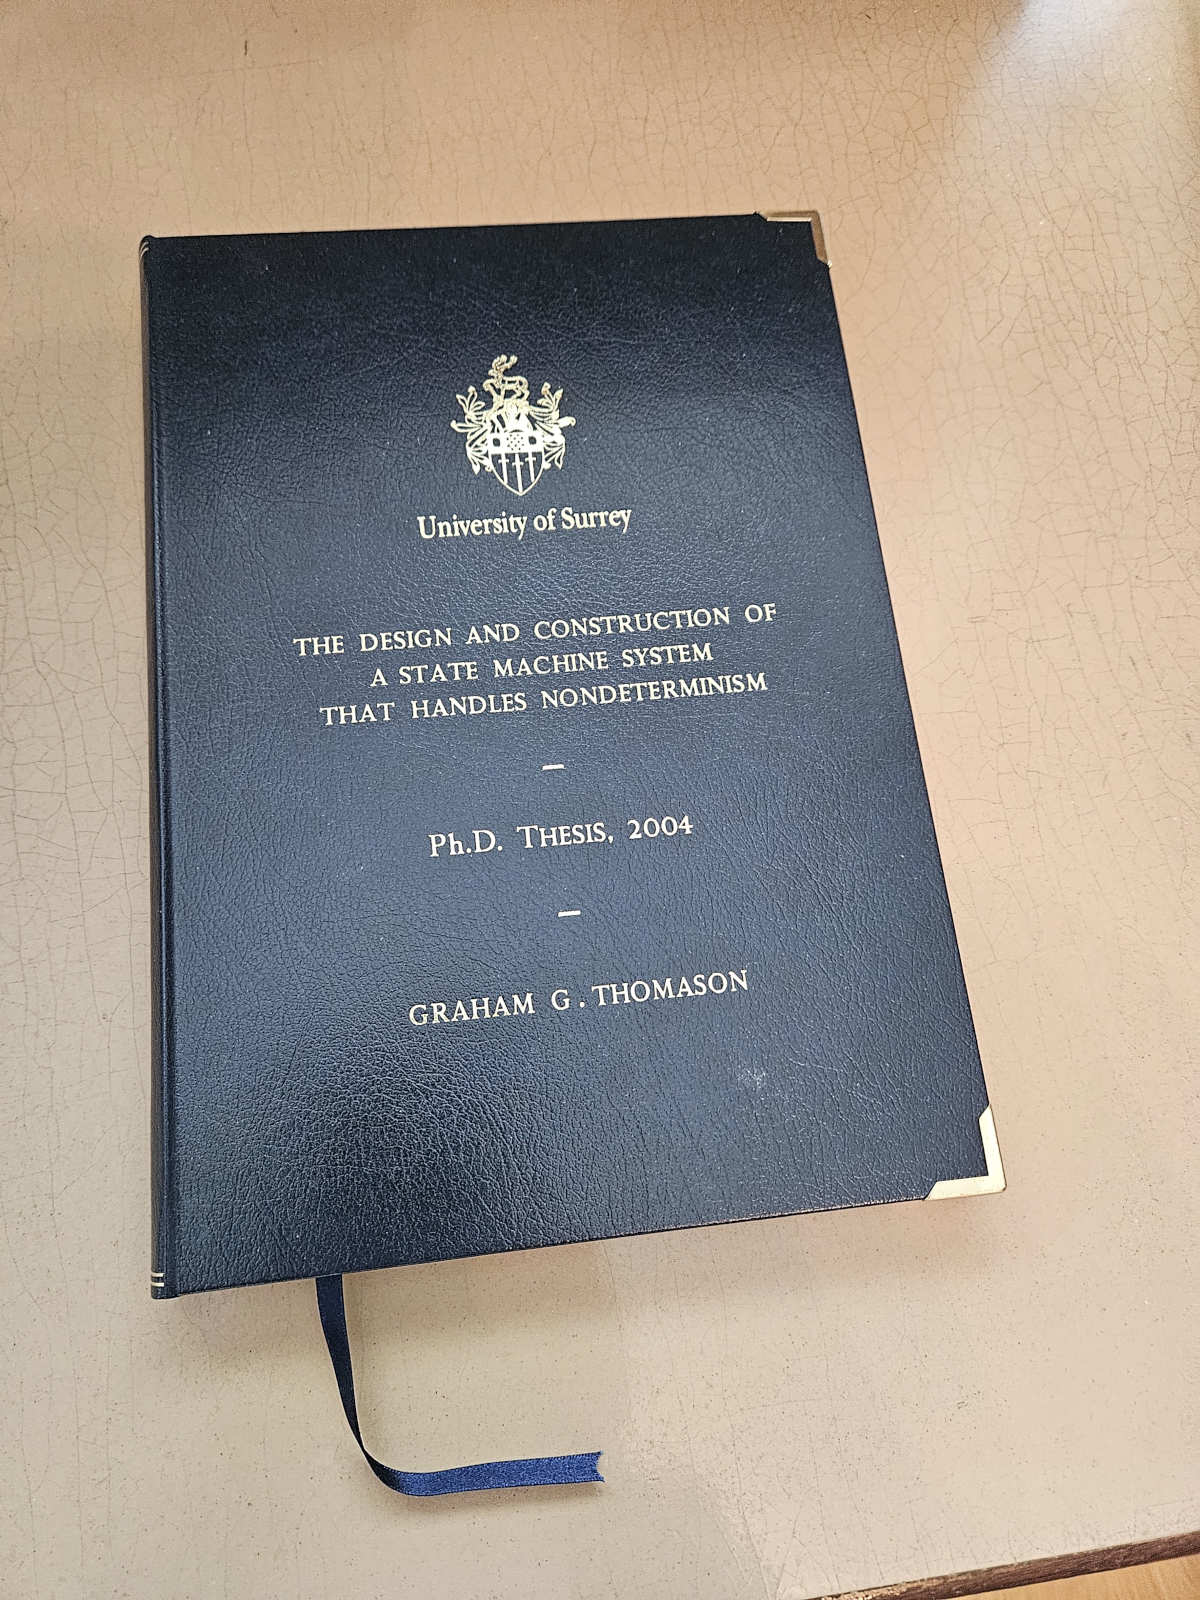 University of Surrey
THE DESIGN AND CONSTRUCTION OF
A STATE MACHINE SYSTEM
THAT HANDLES NONDETERMINISM
Ph.D. THESIS, 2004
GRAHAM G. THOMASON